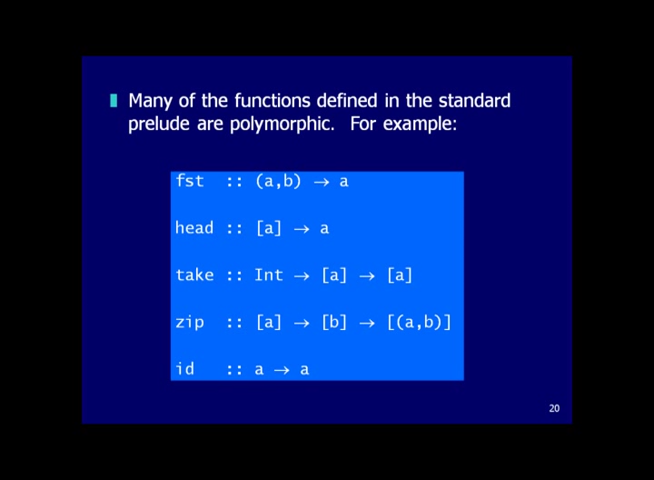 Many of the functions defined in the standard
prelude are polymorphic. For example:
fst :: (a,b) → a
head :: [a] → a
take :: Int → [a] → [a]
zip :: [a] → [b] → [(a,b)]
id :: a → a
20